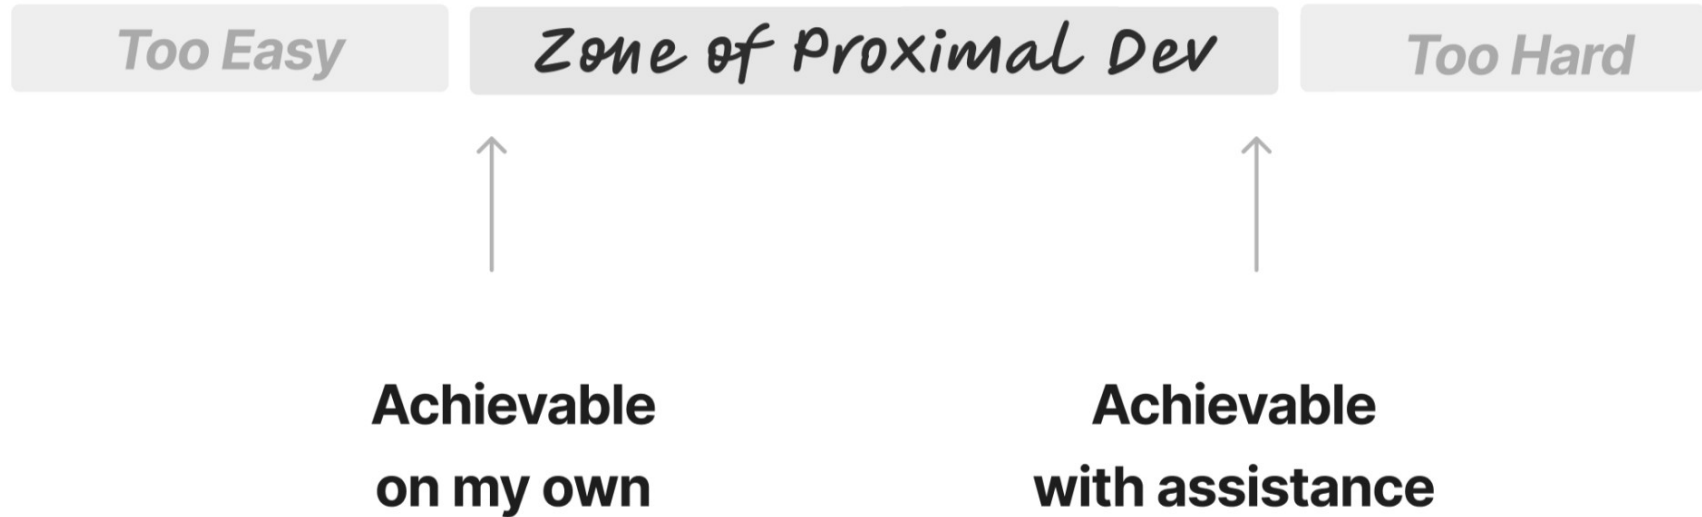 Too Easy
Zone of Proximal Dev
Too Hard
Achievable
on my own
Achievable
with assistance